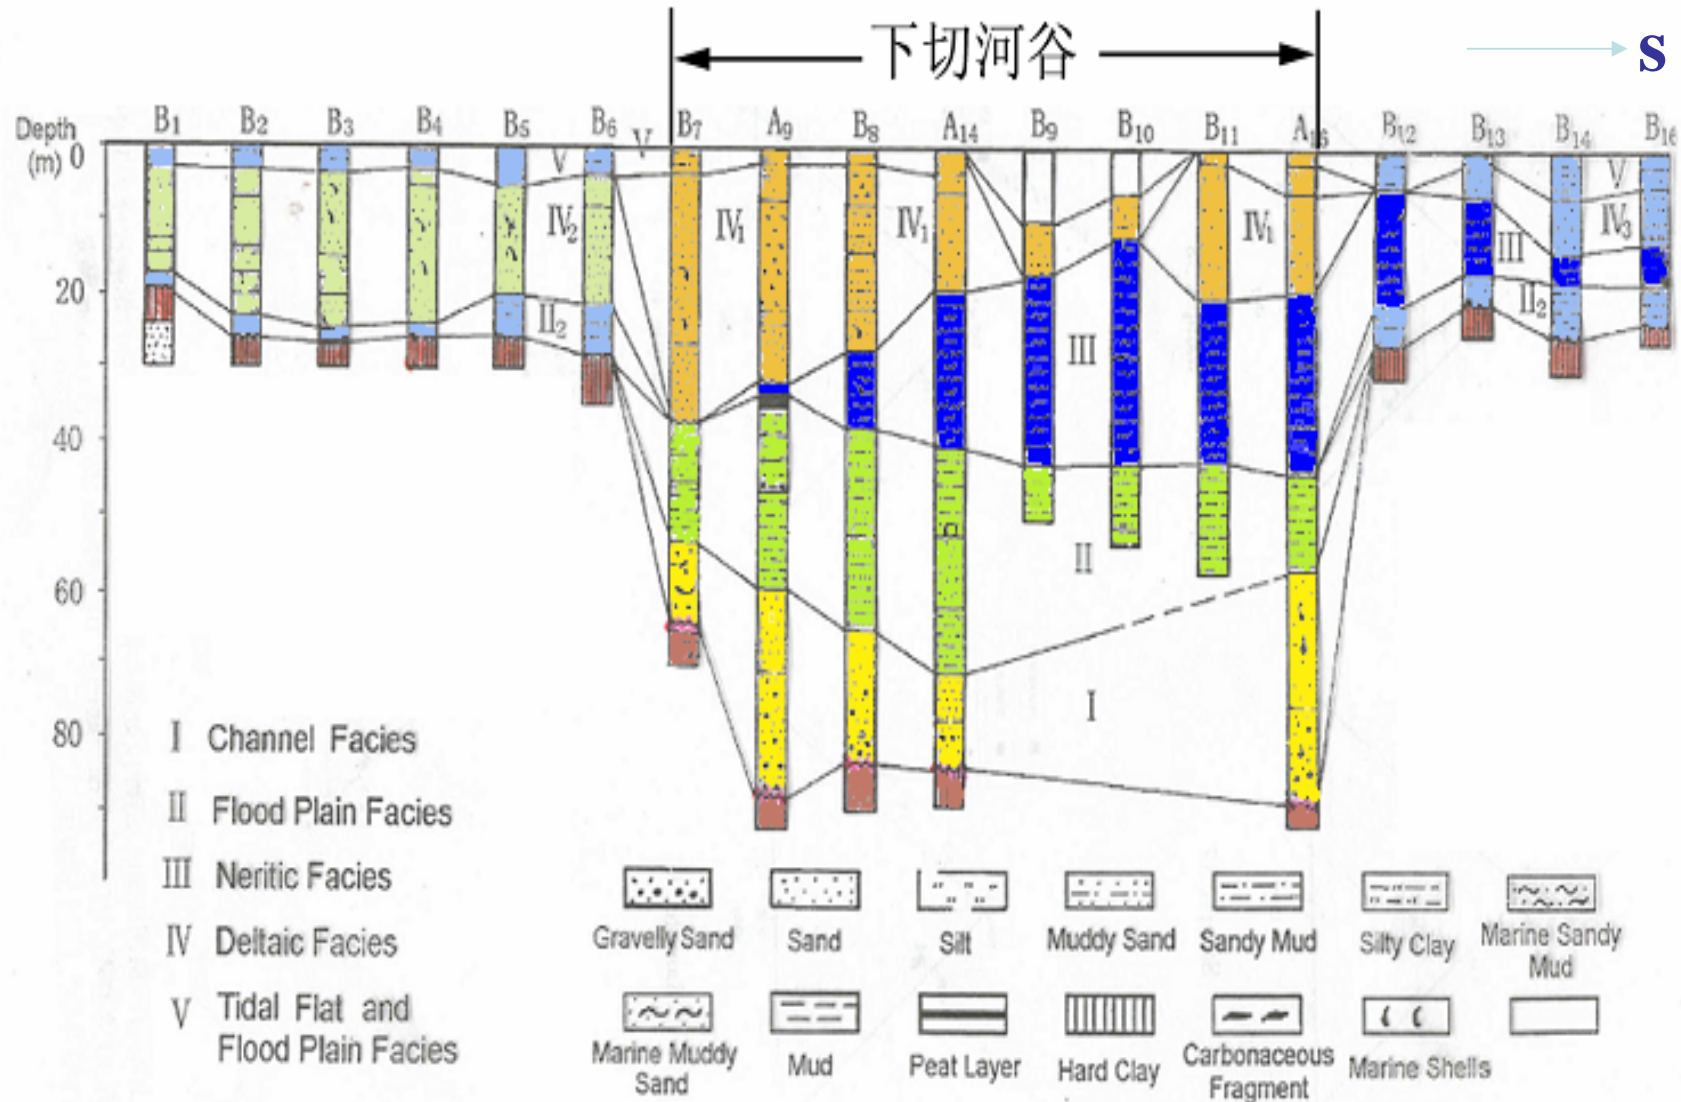 下切河谷
S
Depth
(m)
B1 B2 B3 B4 B5 B6 V B7 A9 B8 A14 B9 B10 B11 A16 B12 B13 B14 B16
0
V
V
IV2 IV1 IV1 IV1 IV3
III
20
II2 II2
III
40
II
60
I
80
I Channel Facies
II Flood Plain Facies
III Neritic Facies
IV Deltaic Facies
V Tidal Flat and
Flood Plain Facies
Gravelly Sand Sand Silt Muddy Sand Sandy Mud Silty Clay Marine Sandy
Mud
Marine Muddy
Sand
Mud Peat Layer Hard Clay Carbonaceous
Fragment
Marine Shells